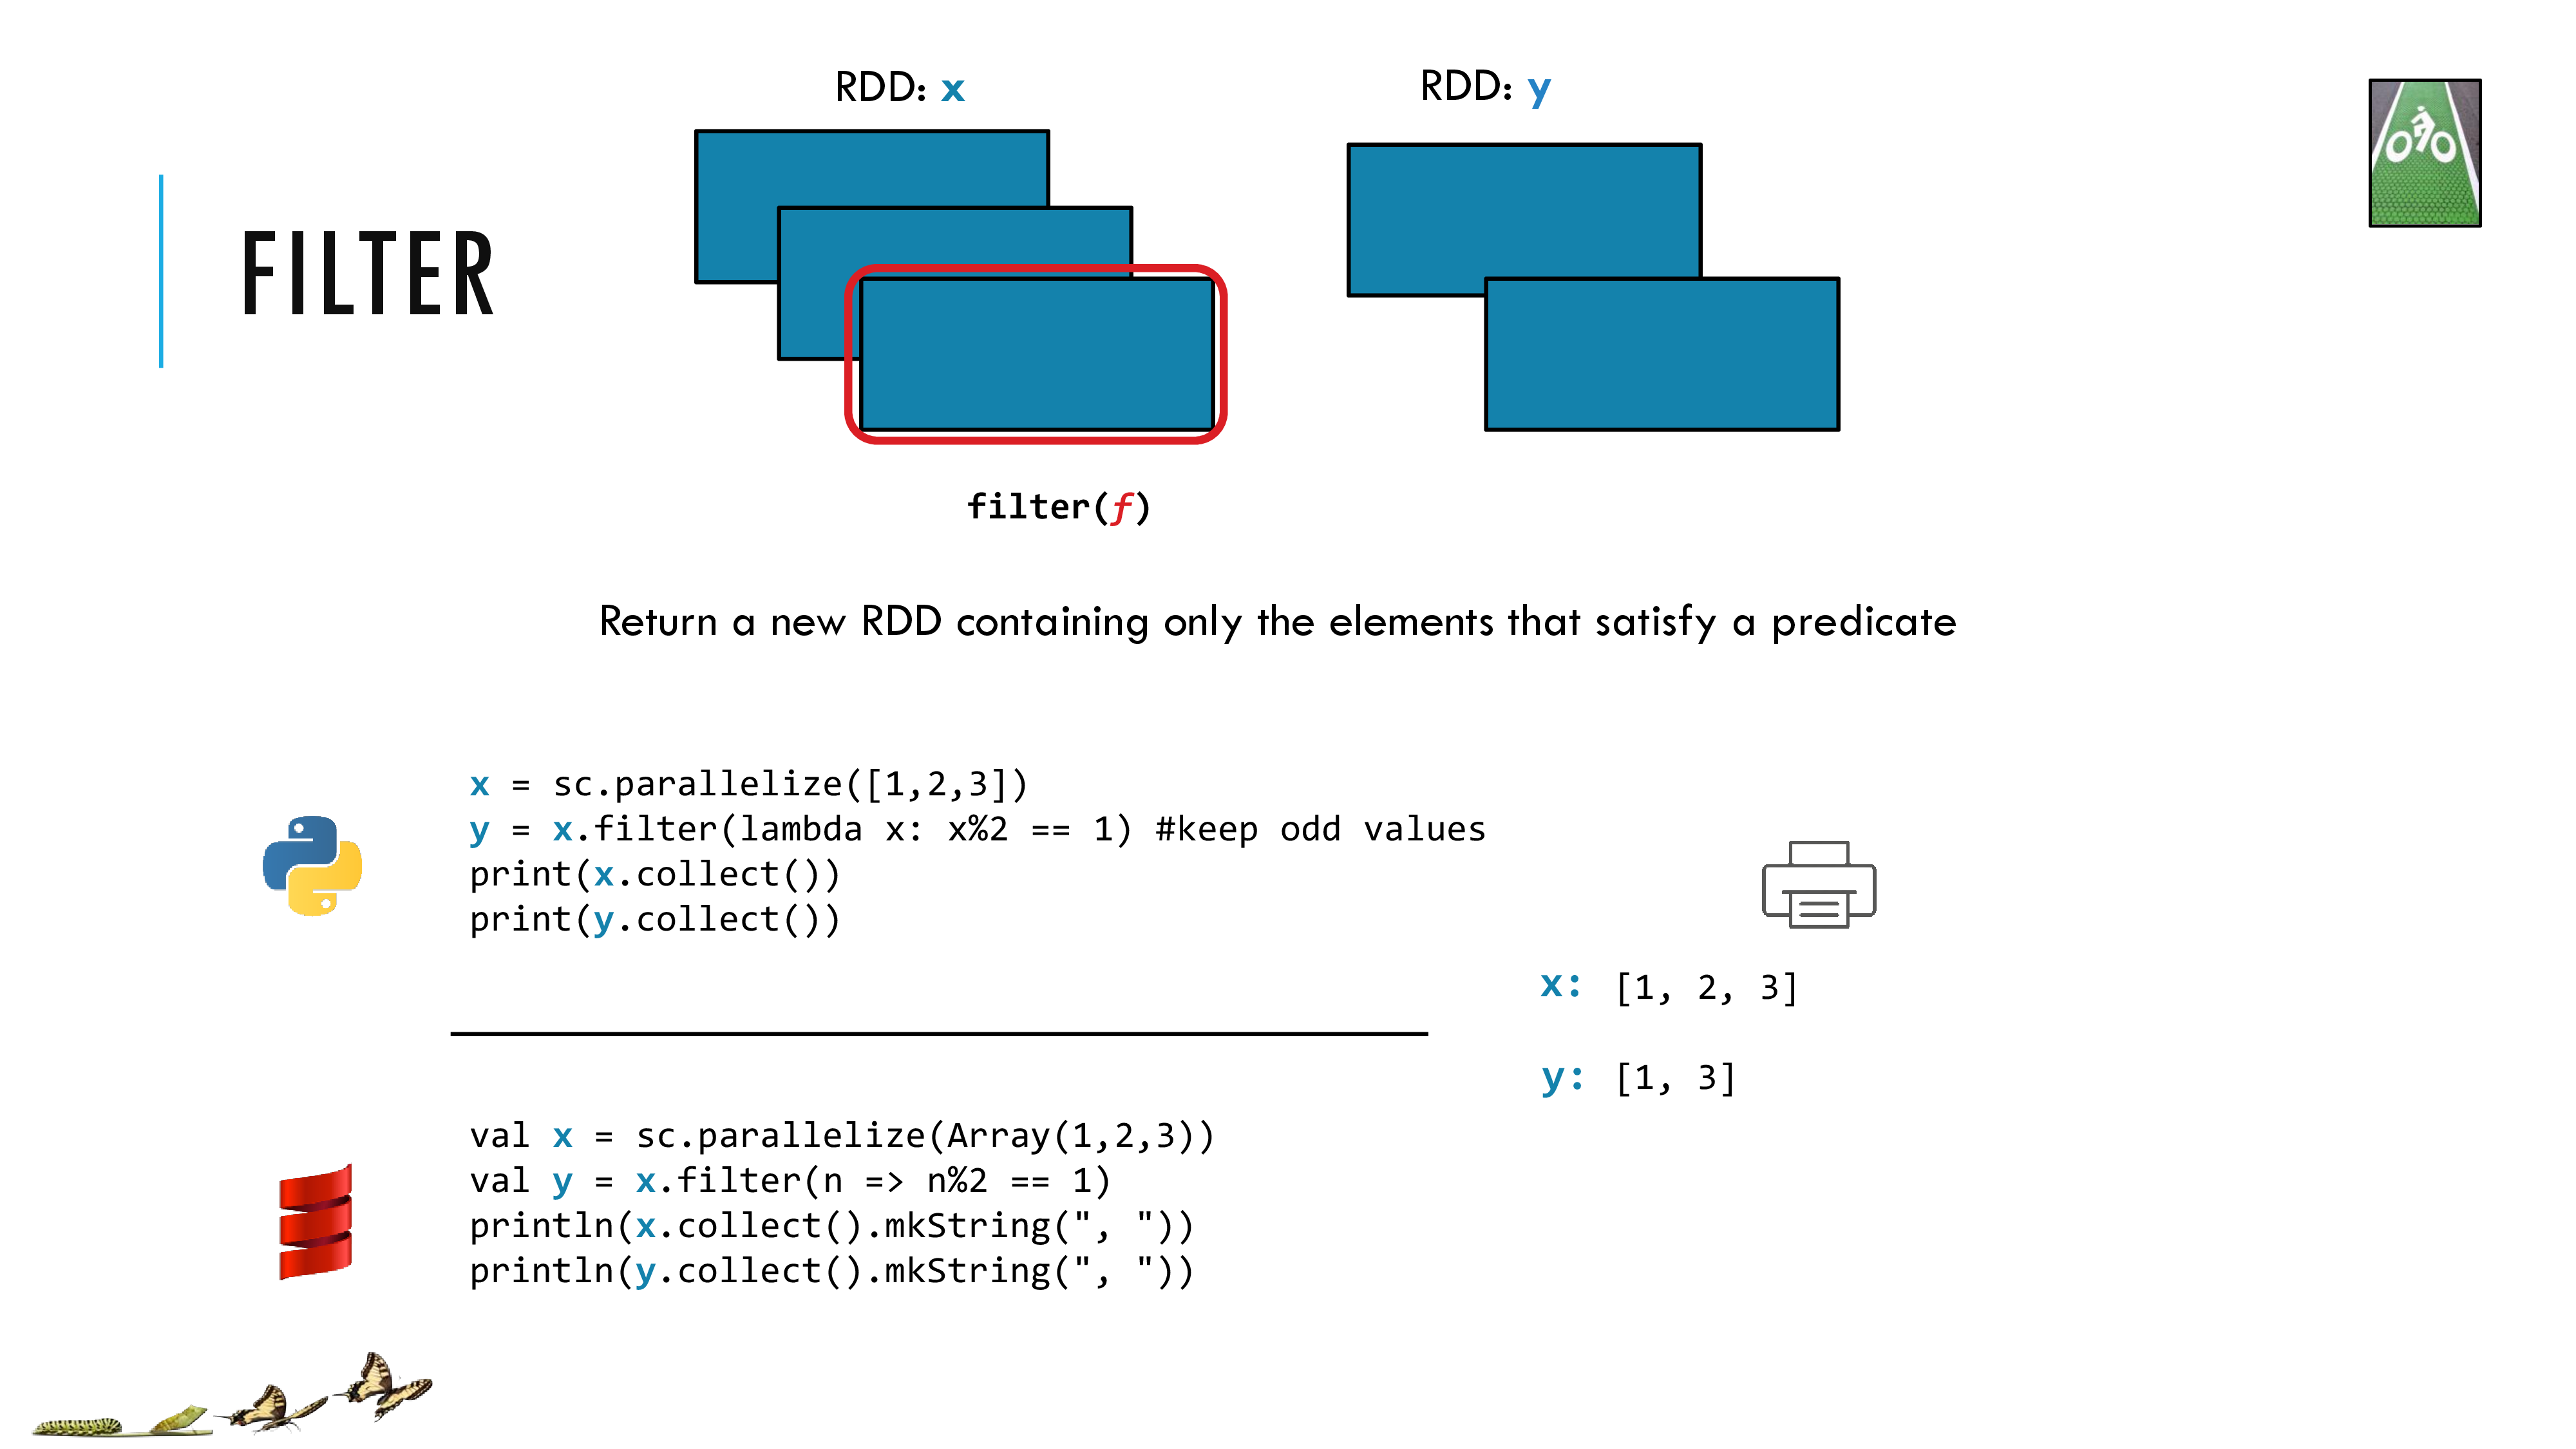 RDD: x
RDD: y
FILTER
filter(f)
Return a new RDD containing only the elements that satisfy a predicate
x = sc.parallelize([1,2,3])
y = x.filter(lambda x: x%2 == 1) #keep odd values
print(x.collect())
print(y.collect())
x: [1, 2, 3]
y: [1, 3]
val x = sc.parallelize(Array(1,2,3))
val y = x.filter(n => n%2 == 1)
println(x.collect().mkString(", "))
println(y.collect().mkString(", "))